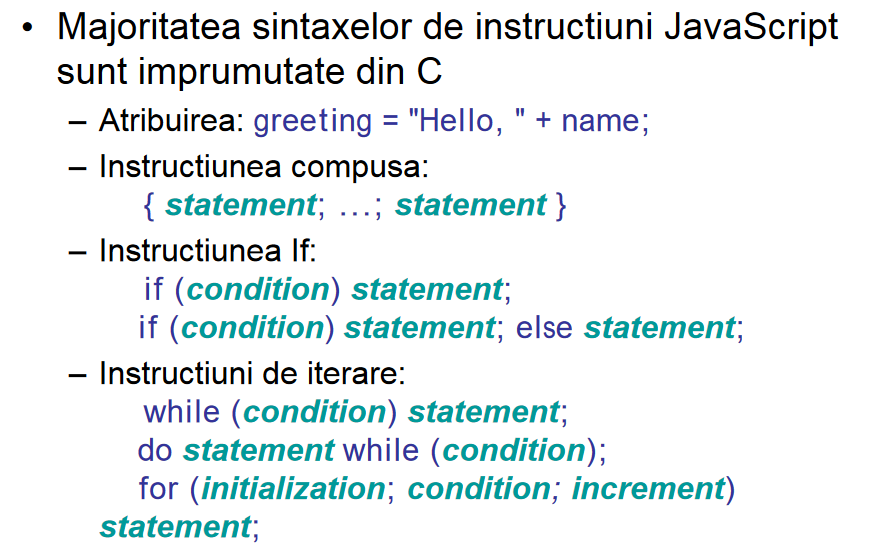 • Majoritatea sintaxelor de instructiuni JavaScript
sunt imprumutate din C
– Atribuirea: greeting = "Hello, " + name;
– Instructiunea compusa:
{ statement; …; statement }
– Instructiunea If:
if (condition) statement;
if (condition) statement; else statement;
– Instructiuni de iterare:
while (condition) statement;
do statement while (condition);
for (initialization; condition; increment)
statement;